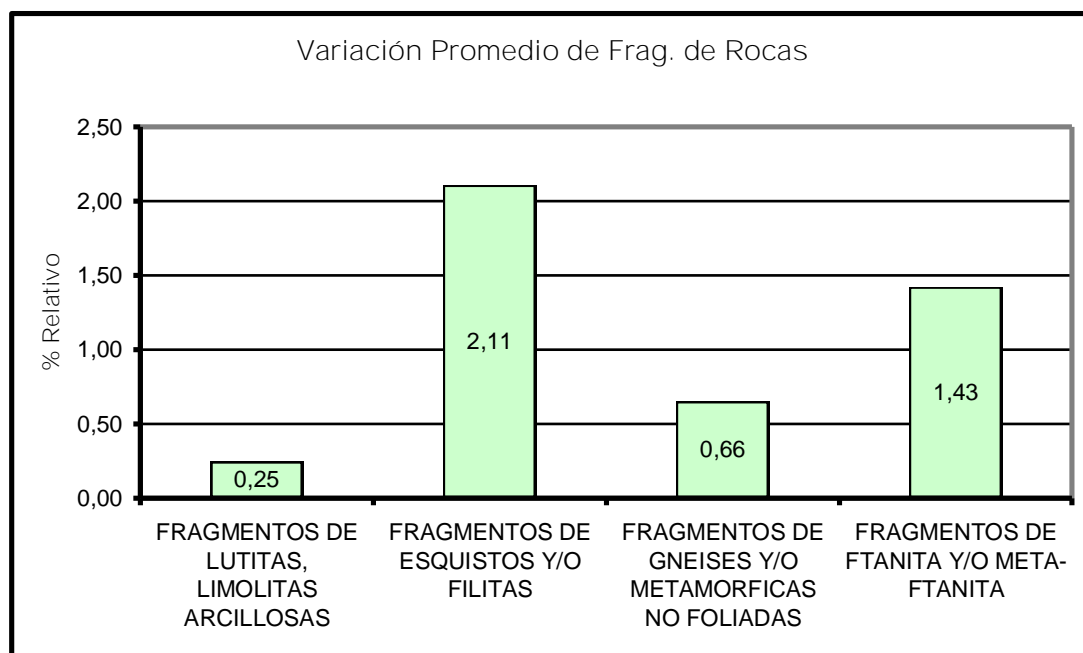 Variación Promedio de Frag. de Rocas
% Relativo
2,50
2,00
1,50
1,00
0,50
0,00
0,25
2,11
0,66
1,43
FRAGMENTOS DE
LUTITAS,
LIMOLITAS
ARCILLOSAS
FRAGMENTOS DE
ESQUISTOS Y/O
FILITAS
FRAGMENTOS DE
GNEISES Y/O
METAMORFICAS
NO FOLIADAS
FRAGMENTOS DE
FTANITA Y/O META-
FTANITA